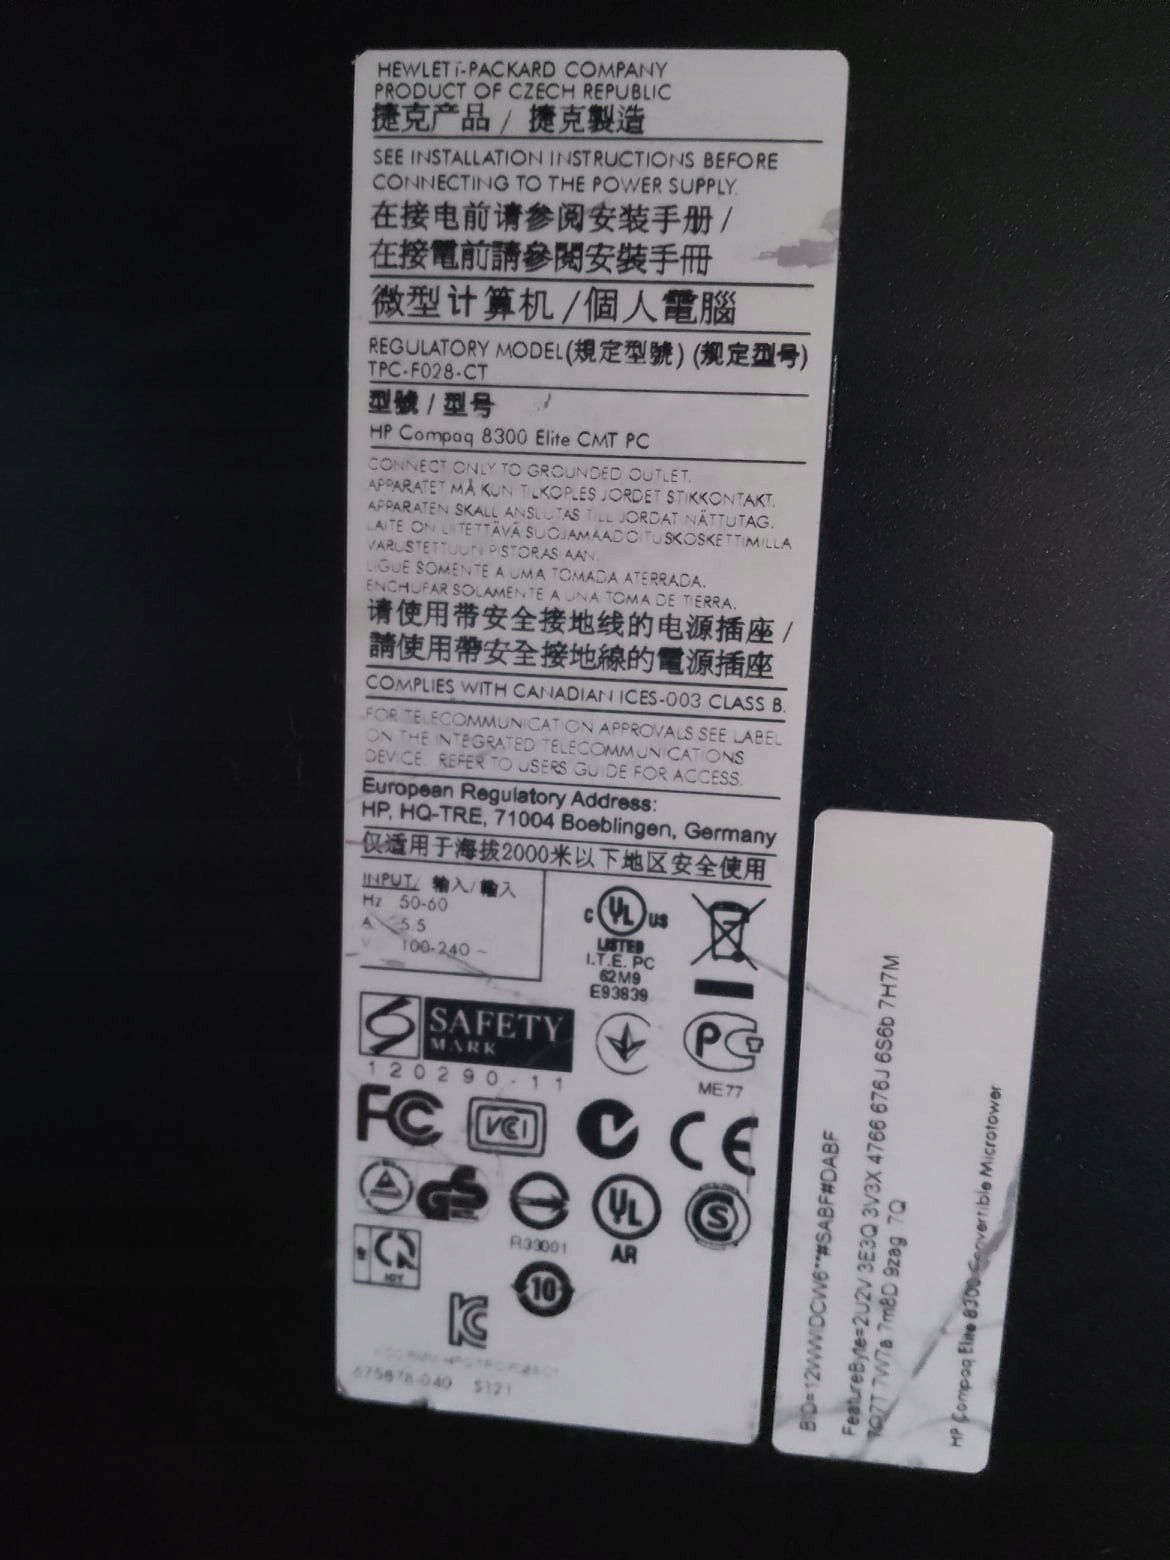 HEWLETT-PACKARD COMPANY
PRODUCT OF CZECH REPUBLIC
捷克产品 / 捷克製造
SEE INSTALLATION INSTRUCTIONS BEFORE
CONNECTING TO THE POWER SUPPLY.
在接电前请参阅安装手册 /
在接電前請參閱安裝手冊
微型计算机 / 個人電腦
REGULATORY MODEL (規定型號) (规定型号)
TPC-F028-CT
型號 / 型号
HP Compaq 8300 Elite CMT PC
CONNECT ONLY TO GROUNDED OUTLET.
APPARATET MÅ KUN TILKOPLES JORDET STIKKONTAKT.
APPARATEN SKALL ANSLUTAS TILL JORDAT NÄTTUTAG.
LAITE ON LIITETTÄVÄ SUOJAMAADOITUSKOSKETTIMILLA
VARUSTETTUUN PISTORASIAAN.
LIGUE SOMENTE A UMA TOMADA ATERRADA.
ENCHUFAR SOLAMENTE A UNA TOMA DE TIERRA.
请使用带安全接地线的电源插座 /
請使用帶安全接地線的電源插座
COMPLIES WITH CANADIAN ICES-003 CLASS B.
FOR TELECOMMUNICATION APPROVALS SEE LABEL
ON THE INTEGRATED TELECOMMUNICATIONS
DEVICE. REFER TO USERS GUIDE FOR ACCESS.
European Regulatory Address:
HP, HQ-TRE, 71004 Boeblingen, Germany
仅适用于海拔2000米以下地区安全使用
INPUT/ 输入/輸入
Hz 50-60
A 5.5
V 100-240 ~
C UL US
LISTED
I.T.E. PC
62M9
E93839
SAFETY
MARK
120290-11
ME77
FC
VCI
CE
GS
R33001
UL
AR
S
10
675878-040 S121
BID=12WWIDCW6**#SABF#DABF
FeatureByte=2U2V 3E3Q 3V3X 4766 676J 6S6b 7H7M
7Q7T 7W7a 7m8D 9zag .7Q
HP Compaq Elite 8300 Convertible Microtower